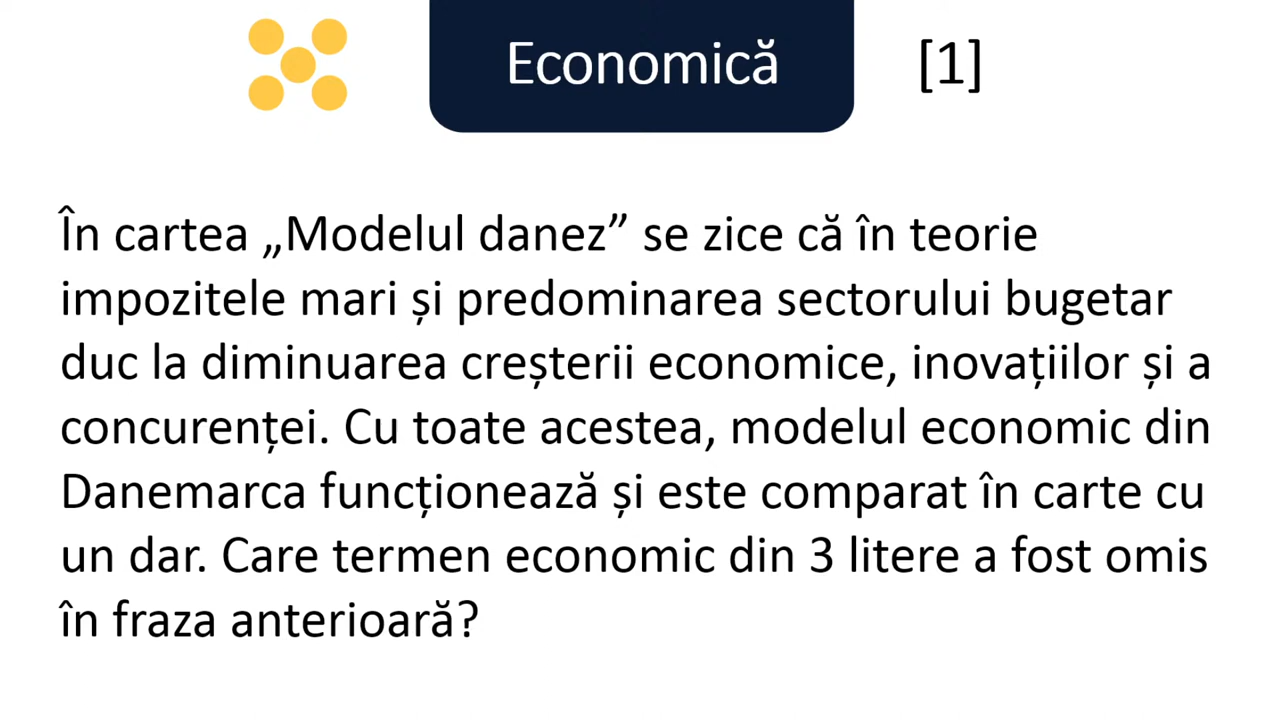 Economică
[1]
În cartea „Modelul danez” se zice că în teorie
impozitele mari și predominarea sectorului bugetar
duc la diminuarea creșterii economice, inovațiilor și a
concurenței. Cu toate acestea, modelul economic din
Danemarca funcționează și este comparat în carte cu
un dar. Care termen economic din 3 litere a fost omis
în fraza anterioară?